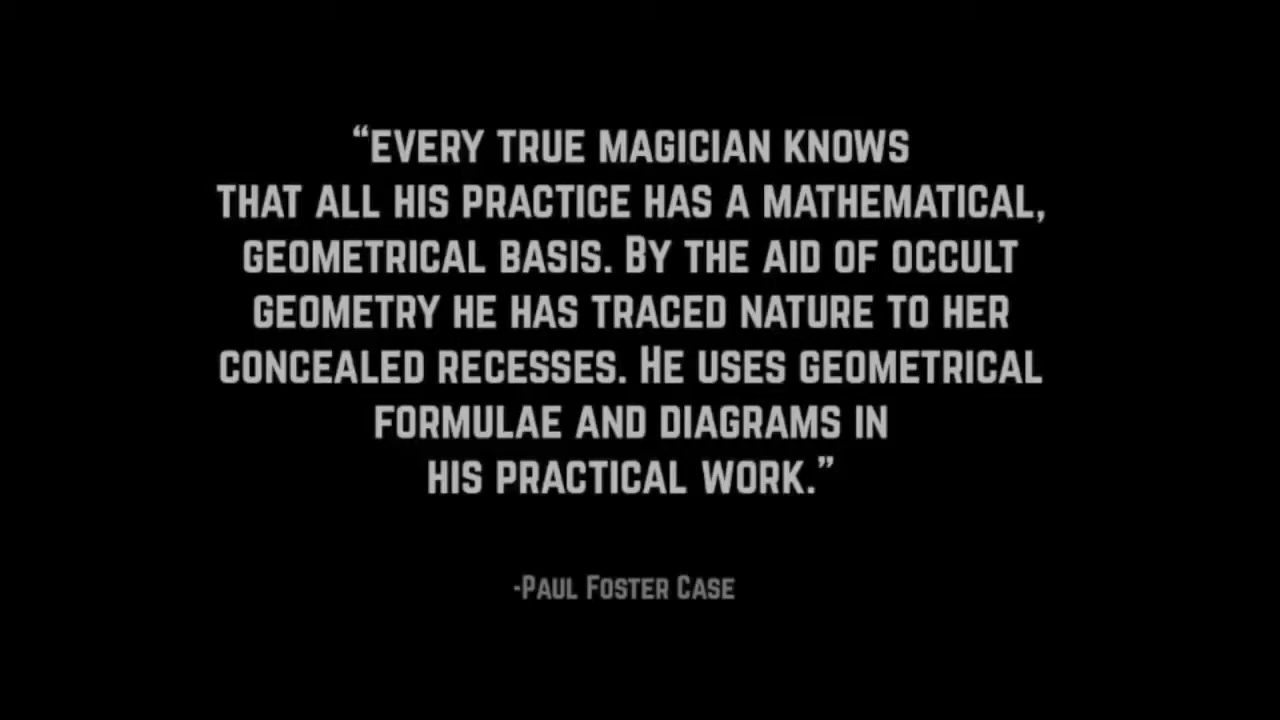 “EVERY TRUE MAGICIAN KNOWS
THAT ALL HIS PRACTICE HAS A MATHEMATICAL,
GEOMETRICAL BASIS. BY THE AID OF OCCULT
GEOMETRY HE HAS TRACED NATURE TO HER
CONCEALED RECESSES. HE USES GEOMETRICAL
FORMULAE AND DIAGRAMS IN
HIS PRACTICAL WORK.”
-PAUL FOSTER CASE